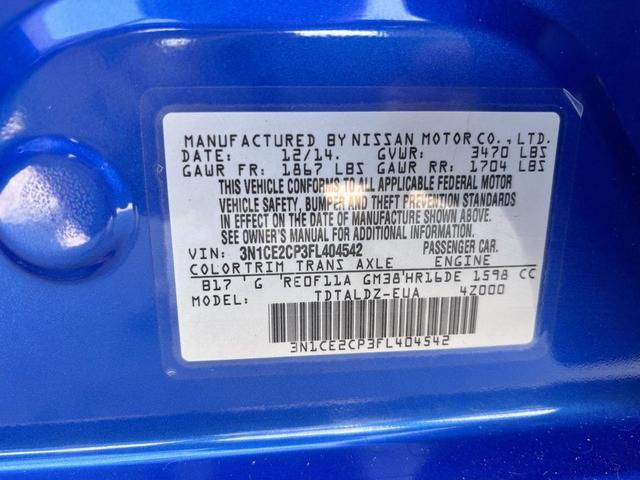 MANUFACTURED BY NISSAN MOTOR CO., LTD.
DATE: 12/14. GVWR: 3470 LBS
GAWR FR: 1867 LBS GAWR RR: 1704 LBS
THIS VEHICLE CONFORMS TO ALL APPLICABLE FEDERAL MOTOR
VEHICLE SAFETY, BUMPER AND THEFT PREVENTION STANDARDS
IN EFFECT ON THE DATE OF MANUFACTURE SHOWN ABOVE.
SEE OWNER'S MANUAL FOR ADDITIONAL INFORMATION.
VIN: 3N1CE2CP3FL404542 PASSENGER CAR.
COLORTRIM TRANS AXLE ENGINE
B17 G RE0F11A GM38 HR16DE 1598 CC
MODEL: TDTALDZ-EUA 4Z000
3N1CE2CP3FL404542